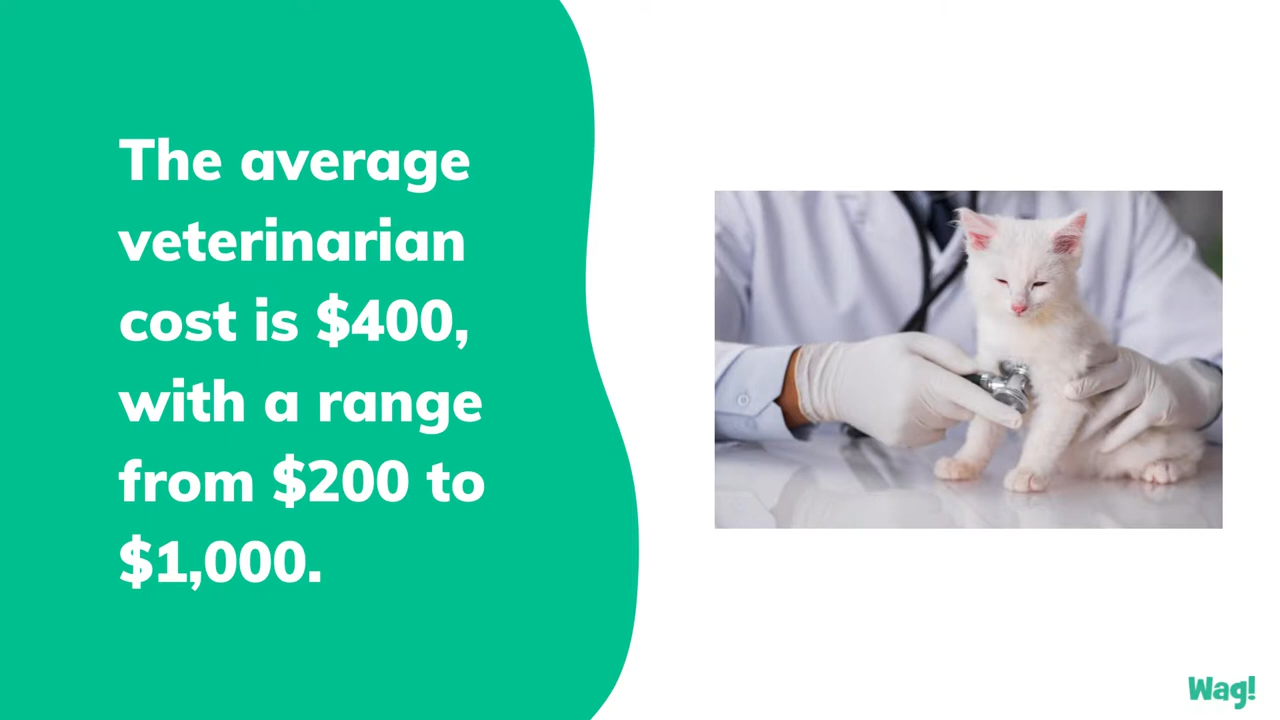 The average
veterinarian
cost is $400,
with a range
from $200 to
$1,000.
Wag!